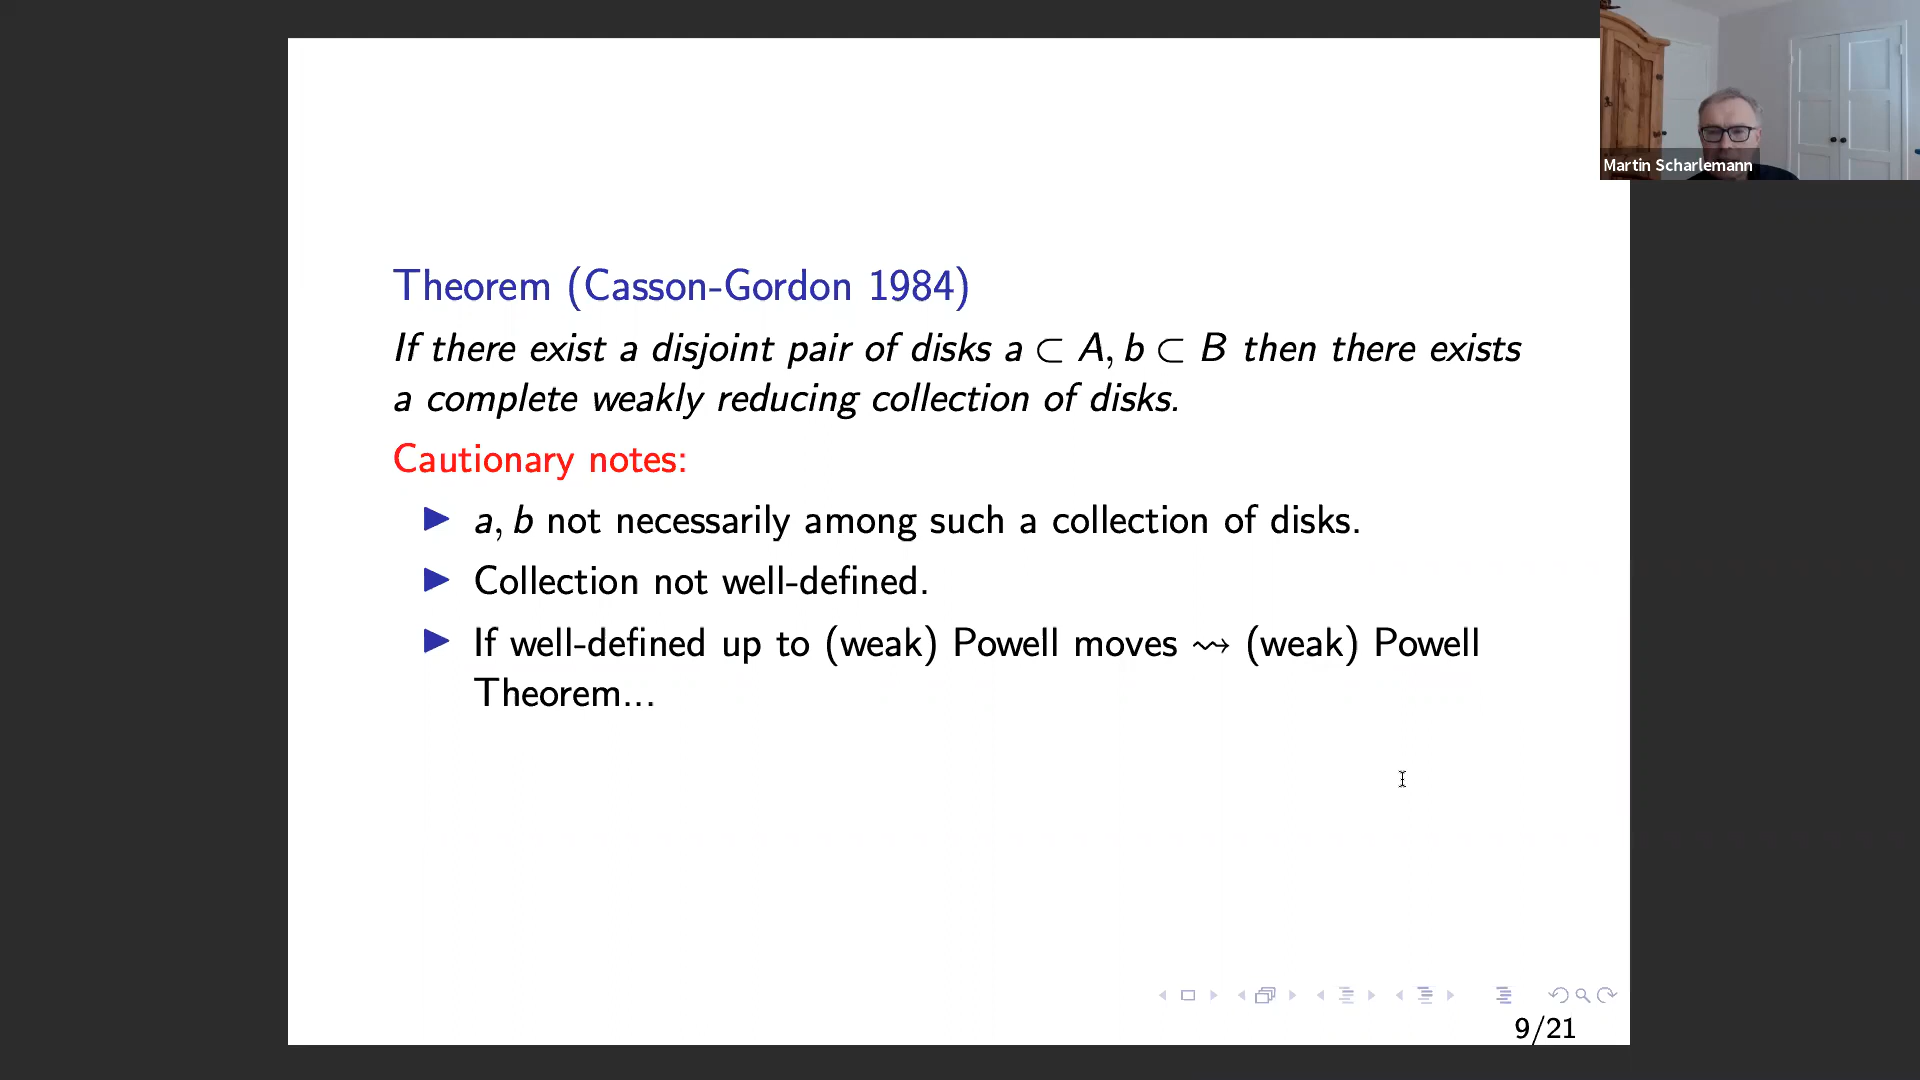 Martin Scharlemann
Theorem (Casson-Gordon 1984)
If there exist a disjoint pair of disks a ⊂ A, b ⊂ B then there exists
a complete weakly reducing collection of disks.
Cautionary notes:
▶ a, b not necessarily among such a collection of disks.
▶ Collection not well-defined.
▶ If well-defined up to (weak) Powell moves ⇝ (weak) Powell
Theorem...
9/21